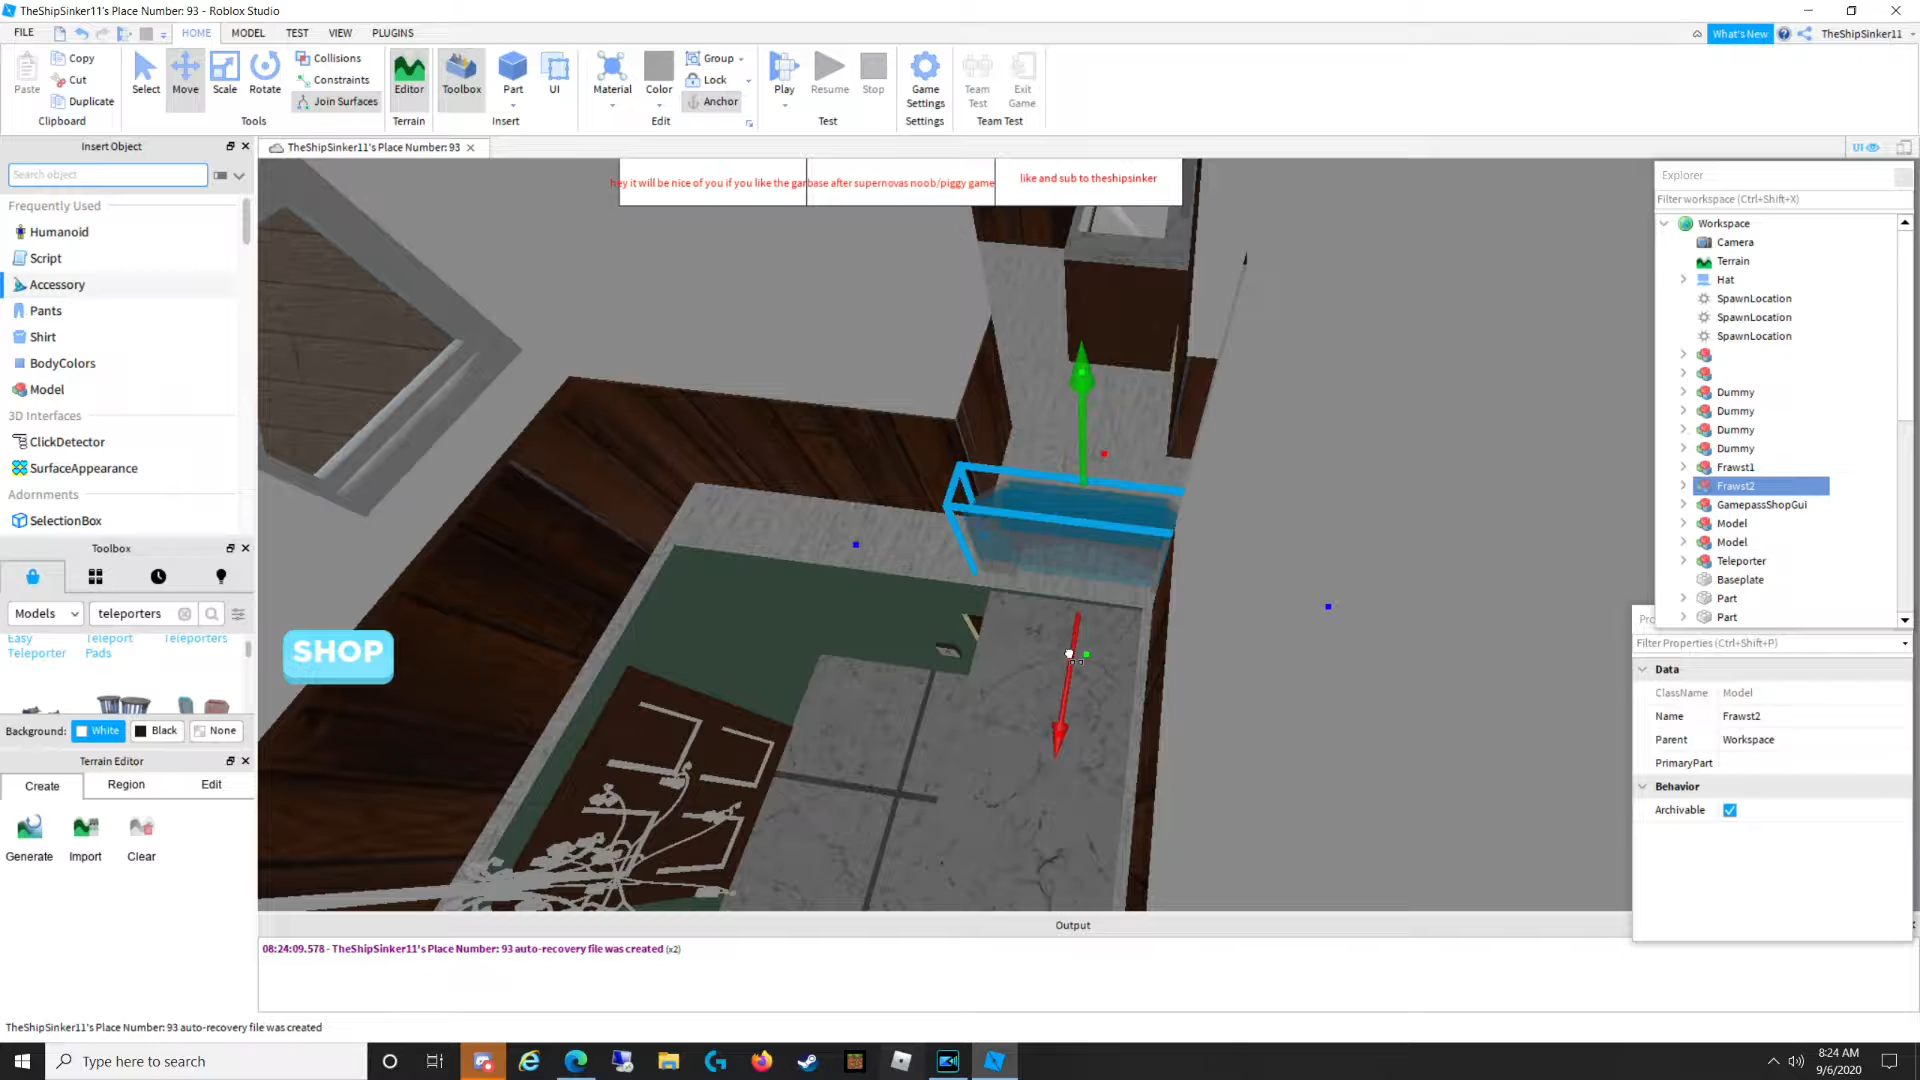 TheShipSinker11's Place Number: 93 - Roblox Studio
FILE HOME MODEL TEST VIEW PLUGINS
What's New TheShipSinker11
Paste Copy Cut Duplicate Clipboard
Select Move Scale Rotate Collisions Constraints Join Surfaces Tools
Editor Terrain
Toolbox Part UI Insert
Material Color Group Lock Anchor Edit
Play Resume Stop Test
Game Settings Settings
Team Test Exit Game Team Test
Insert Object
TheShipSinker11's Place Number: 93
UI
Search object
Frequently Used
Humanoid
Script
Accessory
Pants
Shirt
BodyColors
Model
3D Interfaces
ClickDetector
SurfaceAppearance
Adornments
SelectionBox
Toolbox
Models teleporters
Easy Teleporter
Teleport Pads
Teleporters
Background: White Black None
Terrain Editor
Create Region Edit
Generate Import Clear
hey it will be nice of you if you like the gar
base after supernovas noob/piggy game
like and sub to theshipsinker
SHOP
Explorer
Filter workspace (Ctrl+Shift+X)
Workspace
Camera
Terrain
Hat
SpawnLocation
SpawnLocation
SpawnLocation
Dummy
Dummy
Dummy
Dummy
Frawst1
Frawst2
GamepassShopGui
Model
Model
Teleporter
Baseplate
Part
Part
Filter Properties (Ctrl+Shift+P)
Data
ClassName Model
Name Frawst2
Parent Workspace
PrimaryPart
Behavior
Archivable
Output
08:24:09.578 - TheShipSinker11's Place Number: 93 auto-recovery file was created (x2)
TheShipSinker11's Place Number: 93 auto-recovery file was created
Type here to search
8:24 AM
9/6/2020